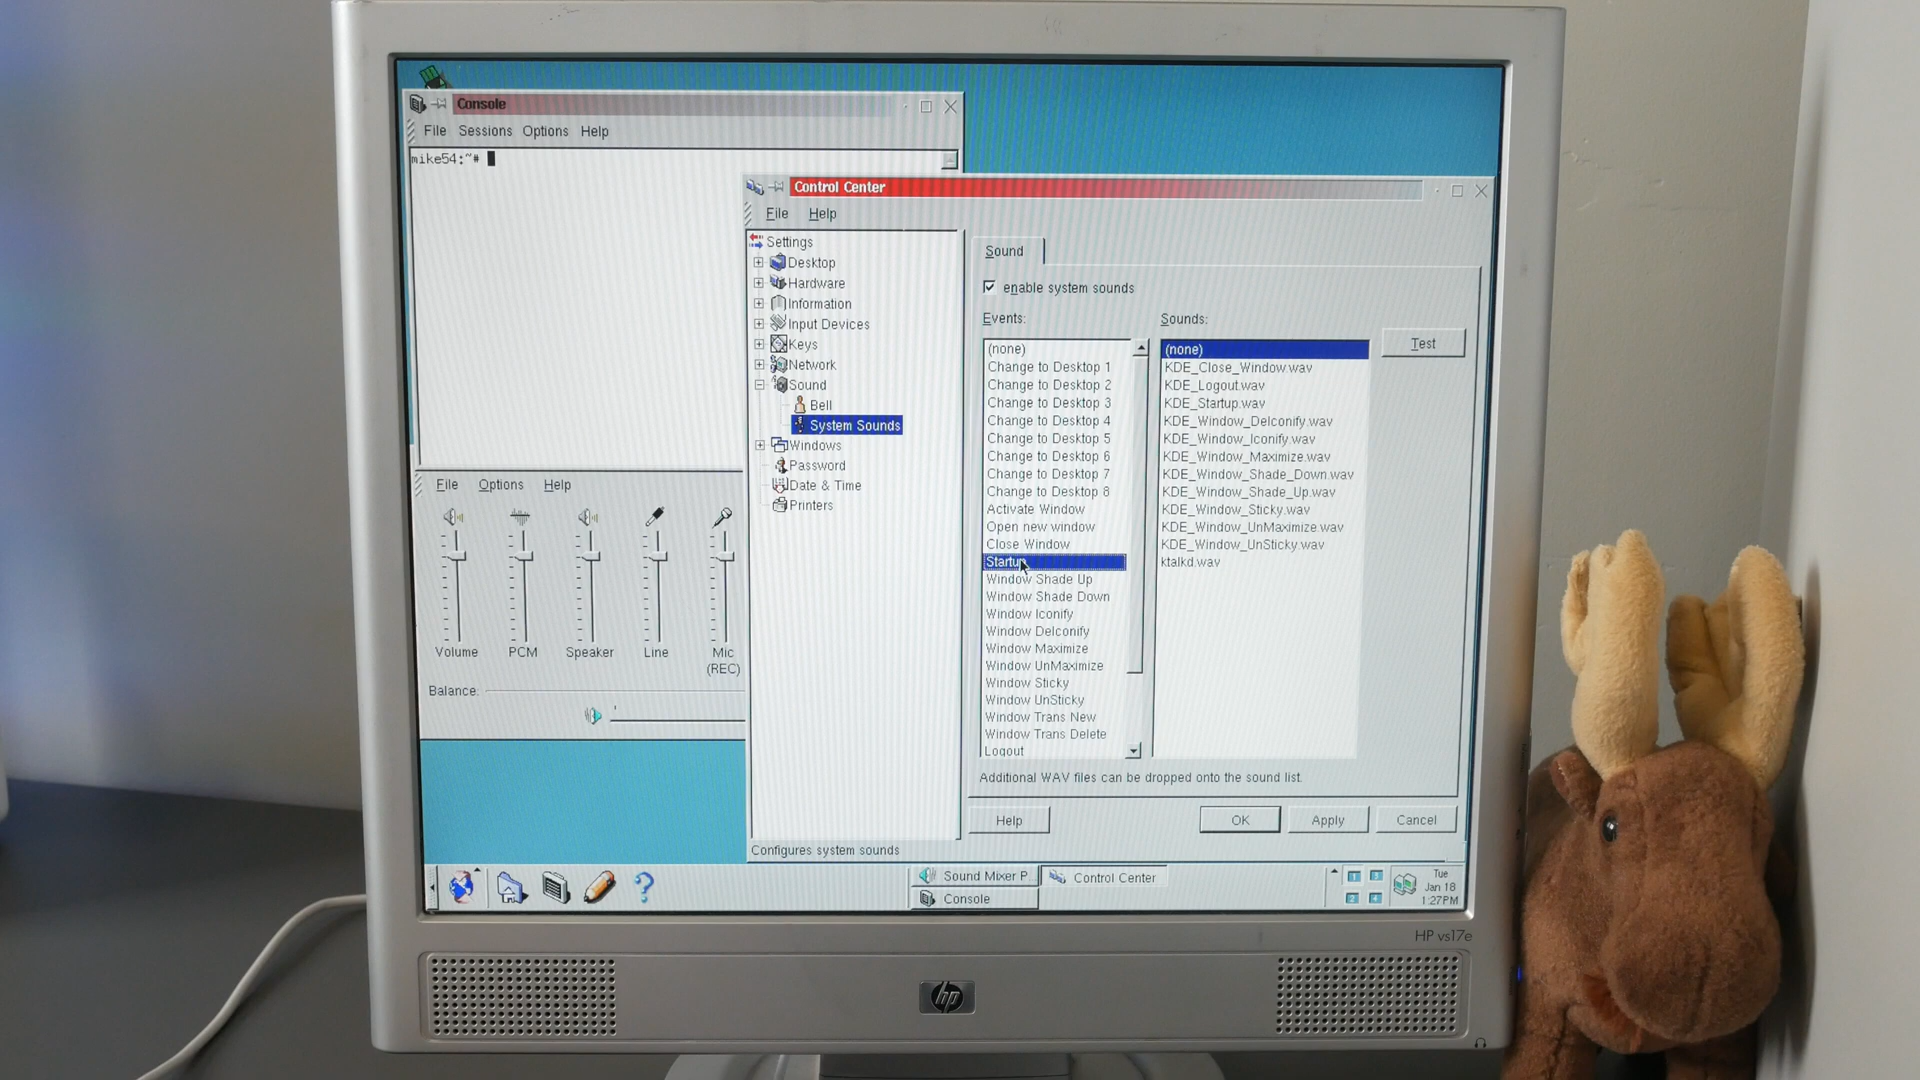 Console
File Sessions Options Help
mike54:~#
Control Center
File Help
Settings
Desktop
Hardware
Information
Input Devices
Keys
Network
Sound
Bell
System Sounds
Windows
Password
Date & Time
Printers
Sound
enable system sounds
Events:
(none)
Change to Desktop 1
Change to Desktop 2
Change to Desktop 3
Change to Desktop 4
Change to Desktop 5
Change to Desktop 6
Change to Desktop 7
Change to Desktop 8
Activate Window
Open new window
Close Window
Startup
Window Shade Up
Window Shade Down
Window Iconify
Window DeIconify
Window Maximize
Window UnMaximize
Window Sticky
Window UnSticky
Window Trans New
Window Trans Delete
Logout
Sounds:
(none)
KDE_Close_Window.wav
KDE_Logout.wav
KDE_Startup.wav
KDE_Window_DeIconify.wav
KDE_Window_Iconify.wav
KDE_Window_Maximize.wav
KDE_Window_Shade_Down.wav
KDE_Window_Shade_Up.wav
KDE_Window_Sticky.wav
KDE_Window_UnMaximize.wav
KDE_Window_UnSticky.wav
ktalkd.wav
Test
Additional WAV files can be dropped onto the sound list.
Help OK Apply Cancel
Configures system sounds
File Options Help
Volume PCM Speaker Line Mic
(REC)
Balance:
Sound Mixer P... Control Center
Console
1 3
2 4
Tue
Jan 18
1:27PM
HP vs17e
hp